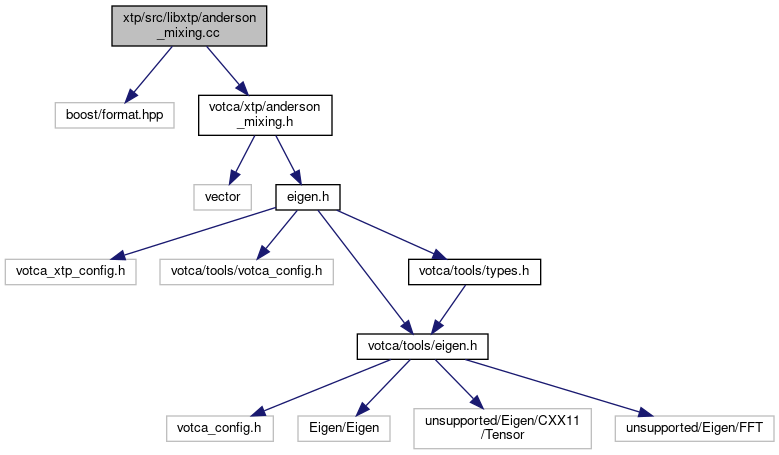 xtp/src/libxtp/anderson
_mixing.cc
boost/format.hpp
votca/xtp/anderson
_mixing.h
vector
eigen.h
votca_xtp_config.h
votca/tools/votca_config.h
votca/tools/types.h
votca/tools/eigen.h
votca_config.h
Eigen/Eigen
unsupported/Eigen/CXX11
/Tensor
unsupported/Eigen/FFT